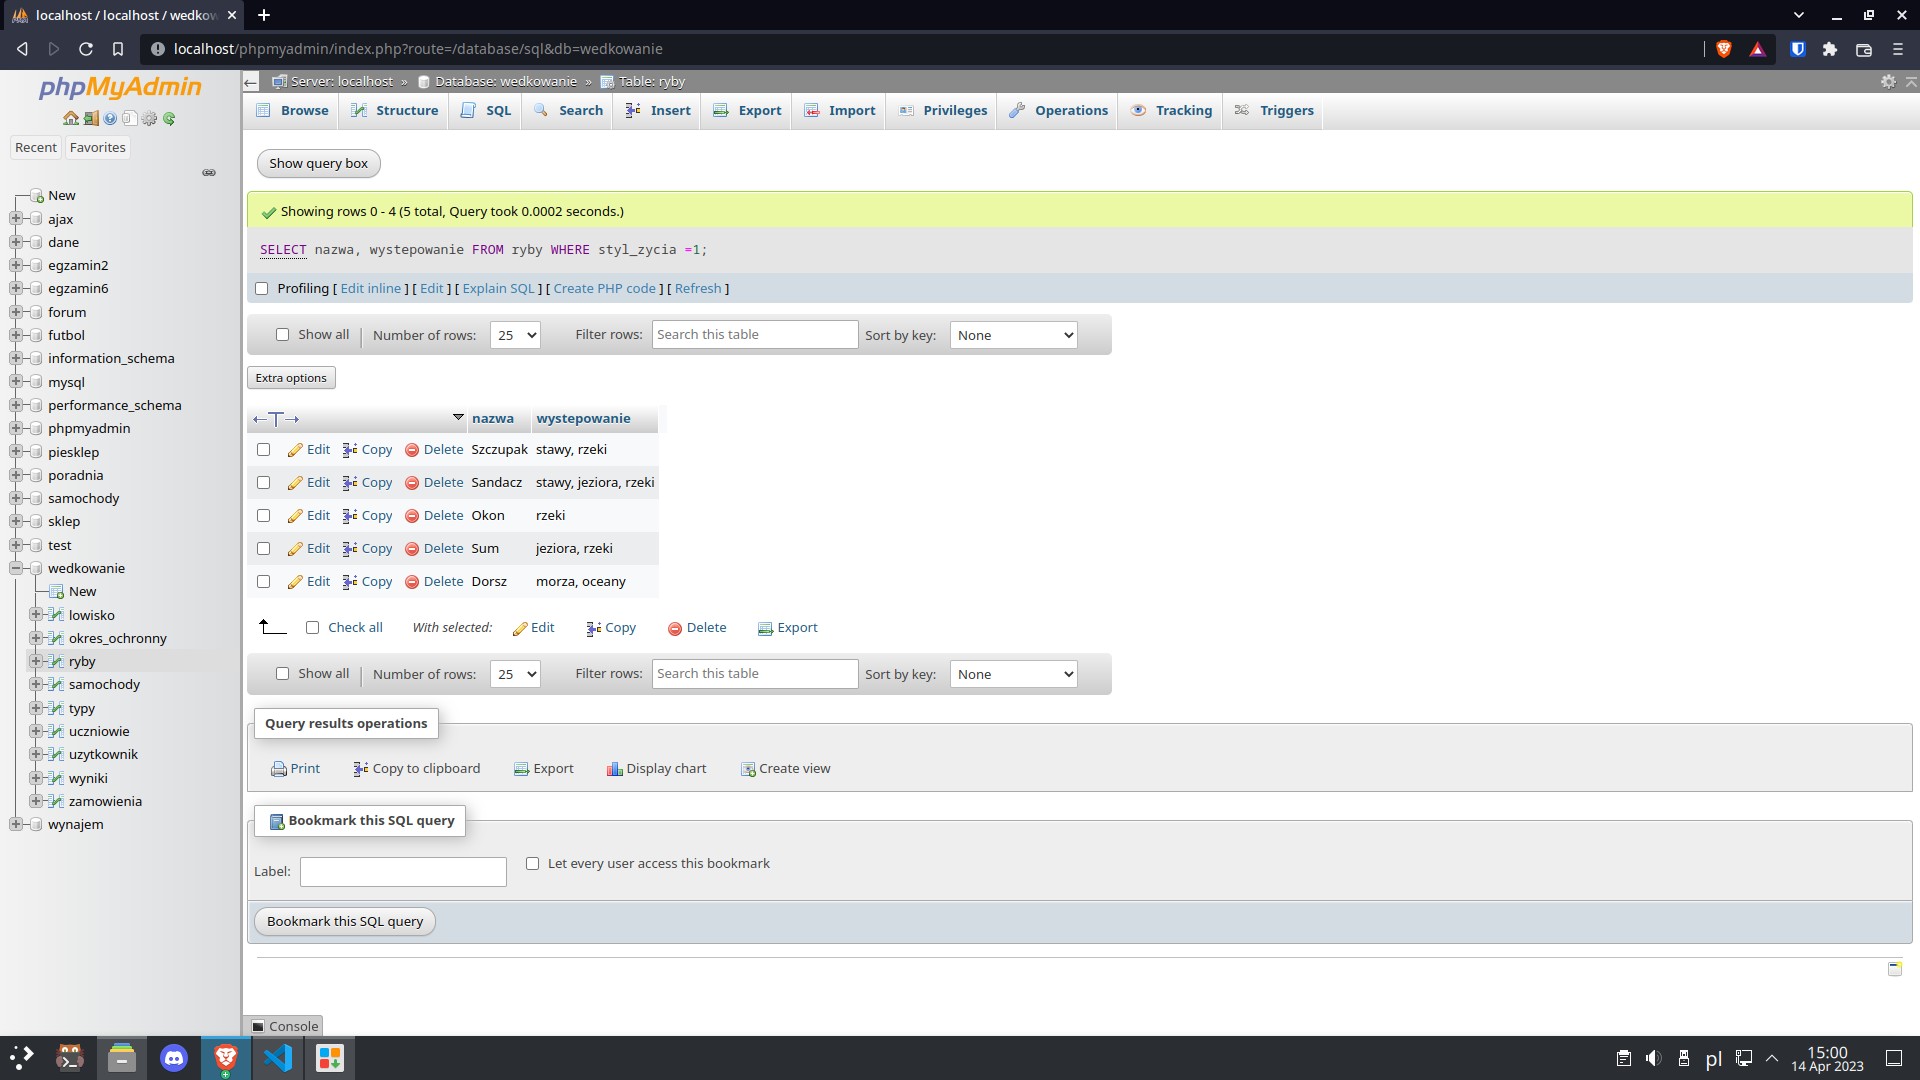 localhost / localhost / wedkow
localhost/phpmyadmin/index.php?route=/database/sql&db=wedkowanie
phpMyAdmin
Recent Favorites
New
ajax
dane
egzamin2
egzamin6
forum
futbol
information_schema
mysql
performance_schema
phpmyadmin
piesklep
poradnia
samochody
sklep
test
wedkowanie
New
lowisko
okres_ochronny
ryby
samochody
typy
uczniowie
uzytkownik
wyniki
zamowienia
wynajem
Server: localhost » Database: wedkowanie » Table: ryby
Browse Structure SQL Search Insert Export Import Privileges Operations Tracking Triggers
Show query box
Showing rows 0 - 4 (5 total, Query took 0.0002 seconds.)
SELECT nazwa, wystepowanie FROM ryby WHERE styl_zycia =1;
Profiling [ Edit inline ] [ Edit ] [ Explain SQL ] [ Create PHP code ] [ Refresh ]
Show all Number of rows: 25 Filter rows: Search this table Sort by key: None
Extra options
nazwa wystepowanie
Edit Copy Delete Szczupak stawy, rzeki
Edit Copy Delete Sandacz stawy, jeziora, rzeki
Edit Copy Delete Okon rzeki
Edit Copy Delete Sum jeziora, rzeki
Edit Copy Delete Dorsz morza, oceany
Check all With selected: Edit Copy Delete Export
Show all Number of rows: 25 Filter rows: Search this table Sort by key: None
Query results operations
Print Copy to clipboard Export Display chart Create view
Bookmark this SQL query
Label: Let every user access this bookmark
Bookmark this SQL query
Console
pl 15:00
14 Apr 2023